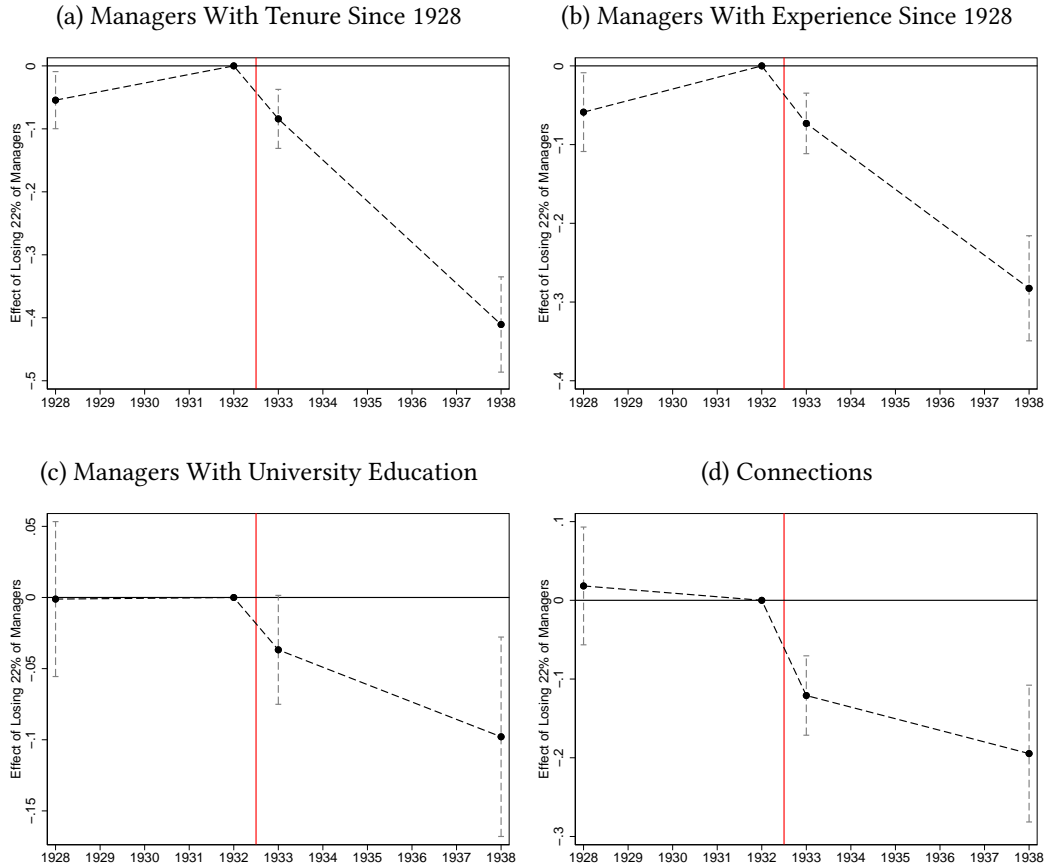 (a) Managers With Tenure Since 1928
(b) Managers With Experience Since 1928
Effect of Losing 22% of Managers
0
-.1
-.2
-.3
-.4
-.5
1928 1929 1930 1931 1932 1933 1934 1935 1936 1937 1938
Effect of Losing 22% of Managers
0
-.1
-.2
-.3
-.4
1928 1929 1930 1931 1932 1933 1934 1935 1936 1937 1938
(c) Managers With University Education
(d) Connections
Effect of Losing 22% of Managers
.05
0
-.05
-.1
-.15
1928 1929 1930 1931 1932 1933 1934 1935 1936 1937 1938
Effect of Losing 22% of Managers
.1
0
-.1
-.2
-.3
1928 1929 1930 1931 1932 1933 1934 1935 1936 1937 1938